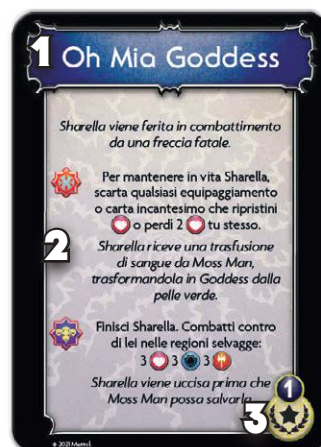 1 Oh Mia Goddess
Sharella viene ferita in combattimento
da una freccia fatale.
Per mantenere in vita Sharella,
scarta qualsiasi equipaggiamento
o carta incantesimo che ripristini
o perdi 2 tu stesso.
2
Sharella riceve una trasfusione
di sangue da Moss Man,
trasformandola in Goddess dalla
pelle verde.
Finisci Sharella. Combatti contro
di lei nelle regioni selvagge:
3 3 3
Sharella viene uccisa prima che
Moss Man possa salvarla.
1
3
© 2021 Mattel.